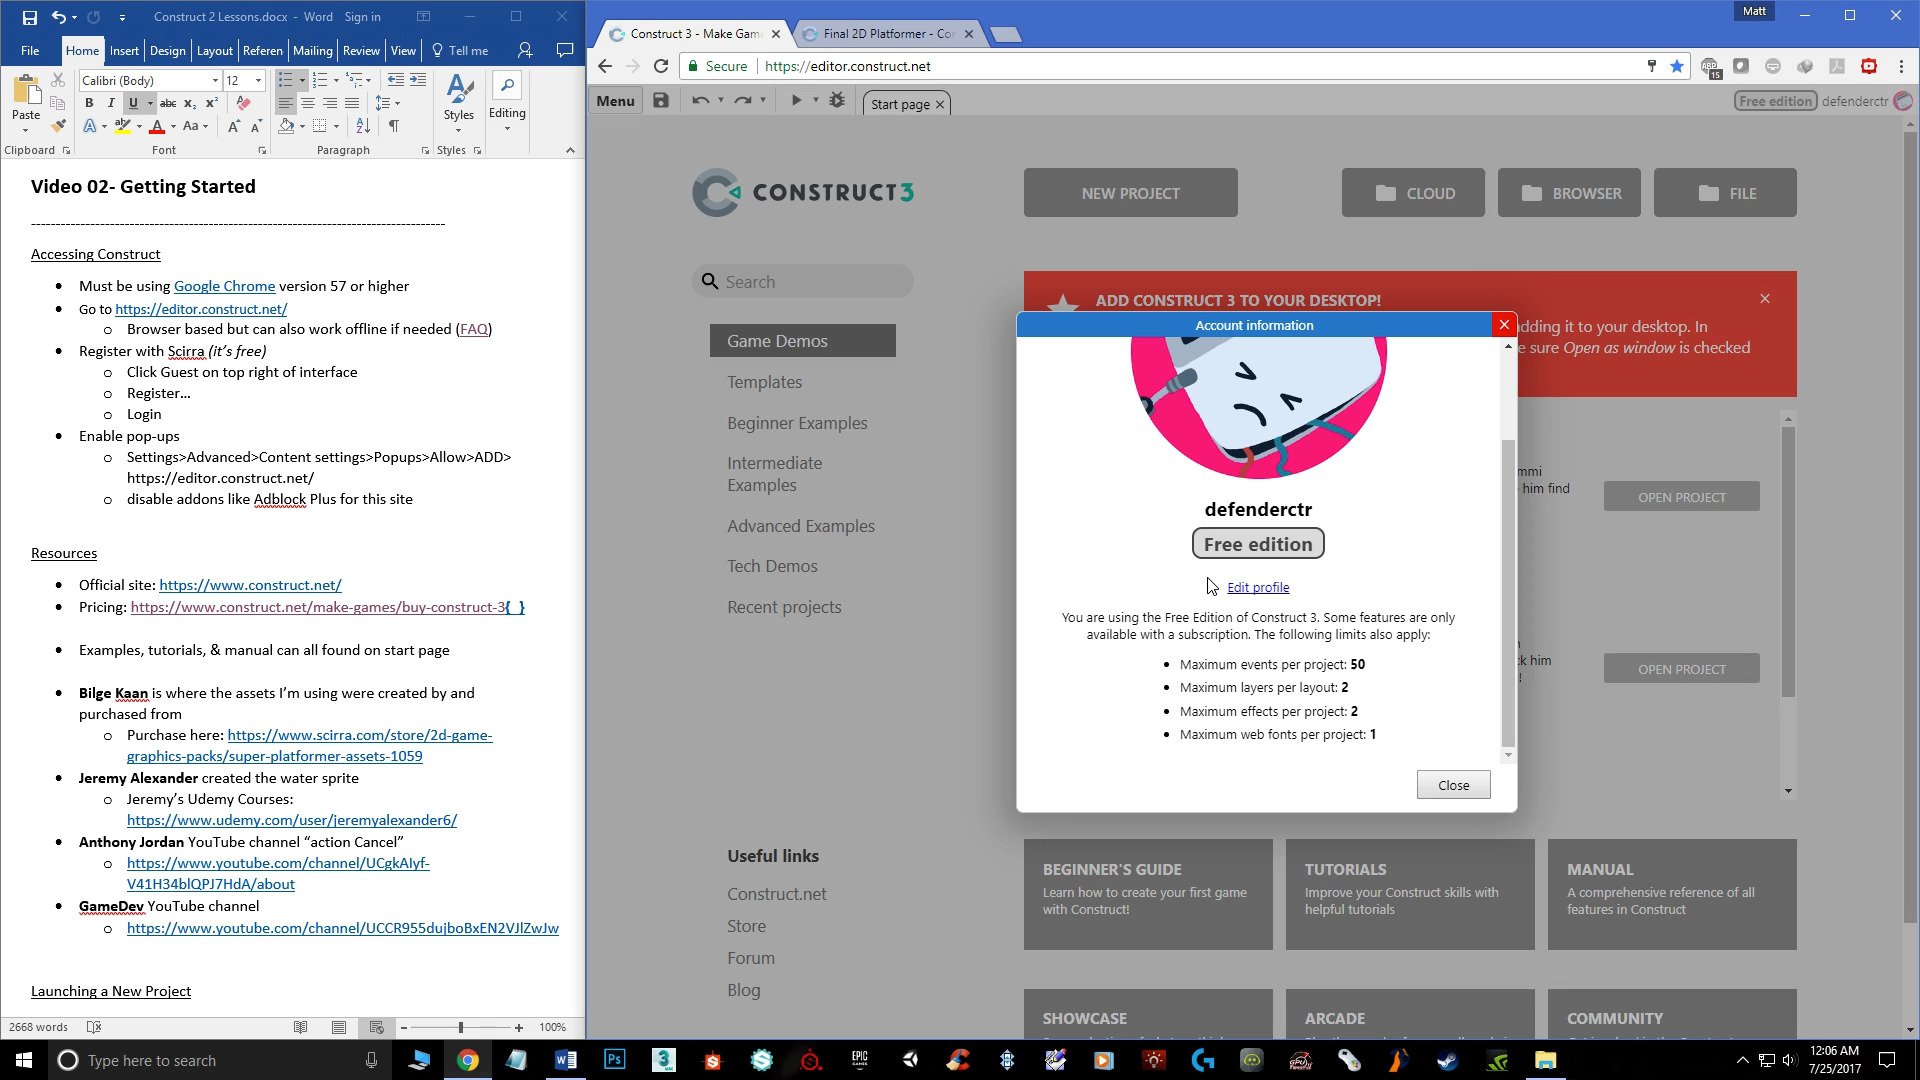 Construct 2 Lessons.docx - Word Sign in
File Home Insert Design Layout Referen Mailing Review View Tell me
Paste
Calibri (Body) 12
B I U abc x2 x2
Aa
Styles
Editing
Clipboard Font Paragraph Styles
Video 02- Getting Started
Accessing Construct
Must be using Google Chrome version 57 or higher
Go to https://editor.construct.net/
Browser based but can also work offline if needed (FAQ)
Register with Scirra (it's free)
Click Guest on top right of interface
Register...
Login
Enable pop-ups
Settings>Advanced>Content settings>Popups>Allow>ADD>
https://editor.construct.net/
disable addons like Adblock Plus for this site
Resources
Official site: https://www.construct.net/
Pricing: https://www.construct.net/make-games/buy-construct-3{ }
Examples, tutorials, & manual can all found on start page
Bilge Kaan is where the assets I'm using were created by and
purchased from
Purchase here: https://www.scirra.com/store/2d-game-
graphics-packs/super-platformer-assets-1059
Jeremy Alexander created the water sprite
Jeremy's Udemy Courses:
https://www.udemy.com/user/jeremyalexander6/
Anthony Jordan YouTube channel "action Cancel"
https://www.youtube.com/channel/UCgkAIyf-
V41H34blQPJ7HdA/about
GameDev YouTube channel
https://www.youtube.com/channel/UCCR955dujboBxEN2VJlZwJw
Launching a New Project
2668 words
100%
Matt
Construct 3 - Make Gam
Final 2D Platformer - Co
Secure https://editor.construct.net
ABP 15
Menu
Start page
Free edition defenderctr
CONSTRUCT 3
NEW PROJECT
CLOUD
BROWSER
FILE
Search
Game Demos
Templates
Beginner Examples
Intermediate
Examples
Advanced Examples
Tech Demos
Recent projects
ADD CONSTRUCT 3 TO YOUR DESKTOP!
dding it to your desktop. In
e sure Open as window is checked
mmi
him find
OPEN PROJECT
ck him
!
OPEN PROJECT
Account information
defenderctr
Free edition
Edit profile
You are using the Free Edition of Construct 3. Some features are only
available with a subscription. The following limits also apply:
Maximum events per project: 50
Maximum layers per layout: 2
Maximum effects per project: 2
Maximum web fonts per project: 1
Close
Useful links
Construct.net
Store
Forum
Blog
BEGINNER'S GUIDE
Learn how to create your first game
with Construct!
TUTORIALS
Improve your Construct skills with
helpful tutorials
MANUAL
A comprehensive reference of all
features in Construct
SHOWCASE
ARCADE
COMMUNITY
Type here to search
Ps
EPIC
12:06 AM
7/25/2017